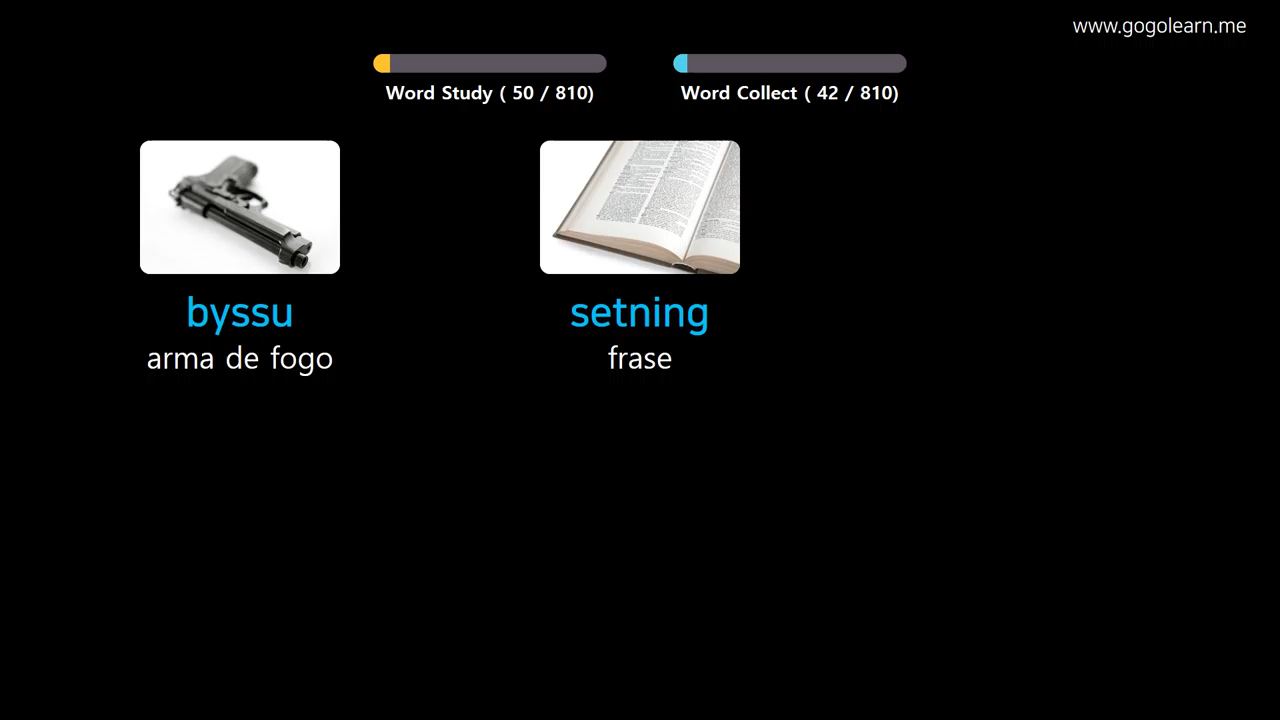 www.gogolearn.me
Word Study ( 50 / 810)
Word Collect ( 42 / 810)
byssu
arma de fogo
setning
frase